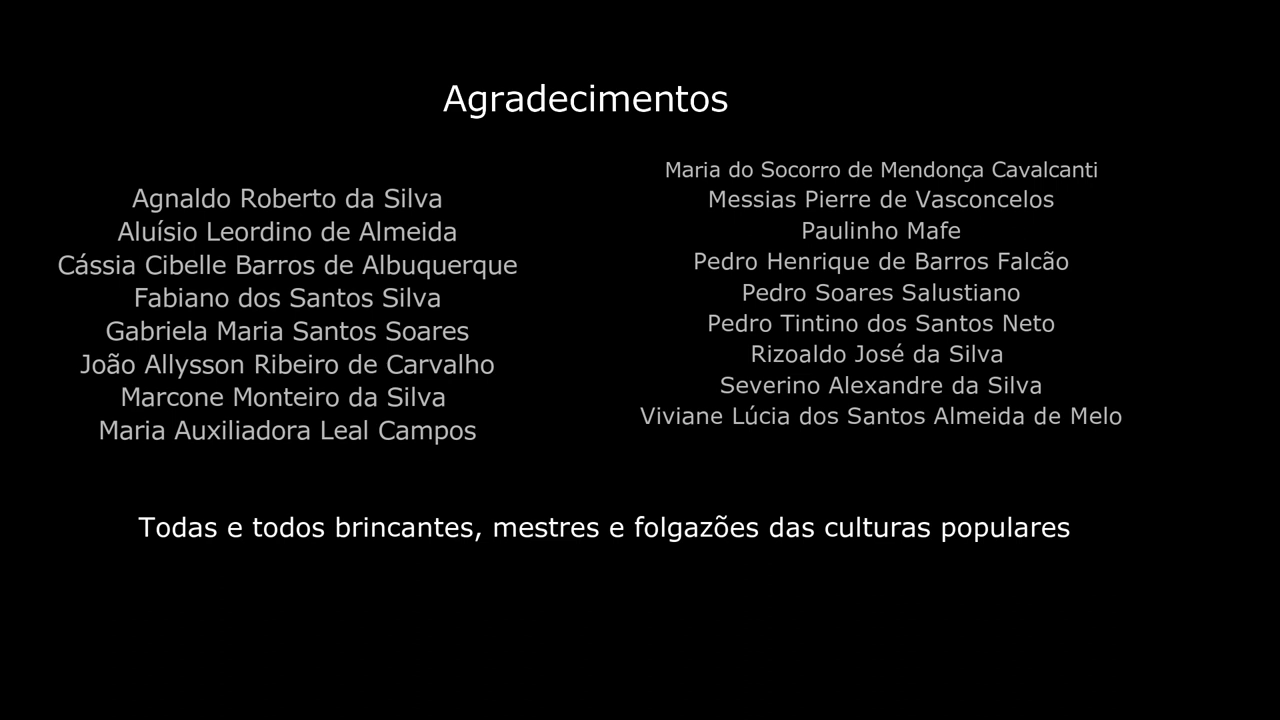 Agradecimentos
Agnaldo Roberto da Silva
Aluísio Leordino de Almeida
Cássia Cibelle Barros de Albuquerque
Fabiano dos Santos Silva
Gabriela Maria Santos Soares
João Allysson Ribeiro de Carvalho
Marcone Monteiro da Silva
Maria Auxiliadora Leal Campos
Maria do Socorro de Mendonça Cavalcanti
Messias Pierre de Vasconcelos
Paulinho Mafe
Pedro Henrique de Barros Falcão
Pedro Soares Salustiano
Pedro Tintino dos Santos Neto
Rizoaldo José da Silva
Severino Alexandre da Silva
Viviane Lúcia dos Santos Almeida de Melo
Todas e todos brincantes, mestres e folgazões das culturas populares